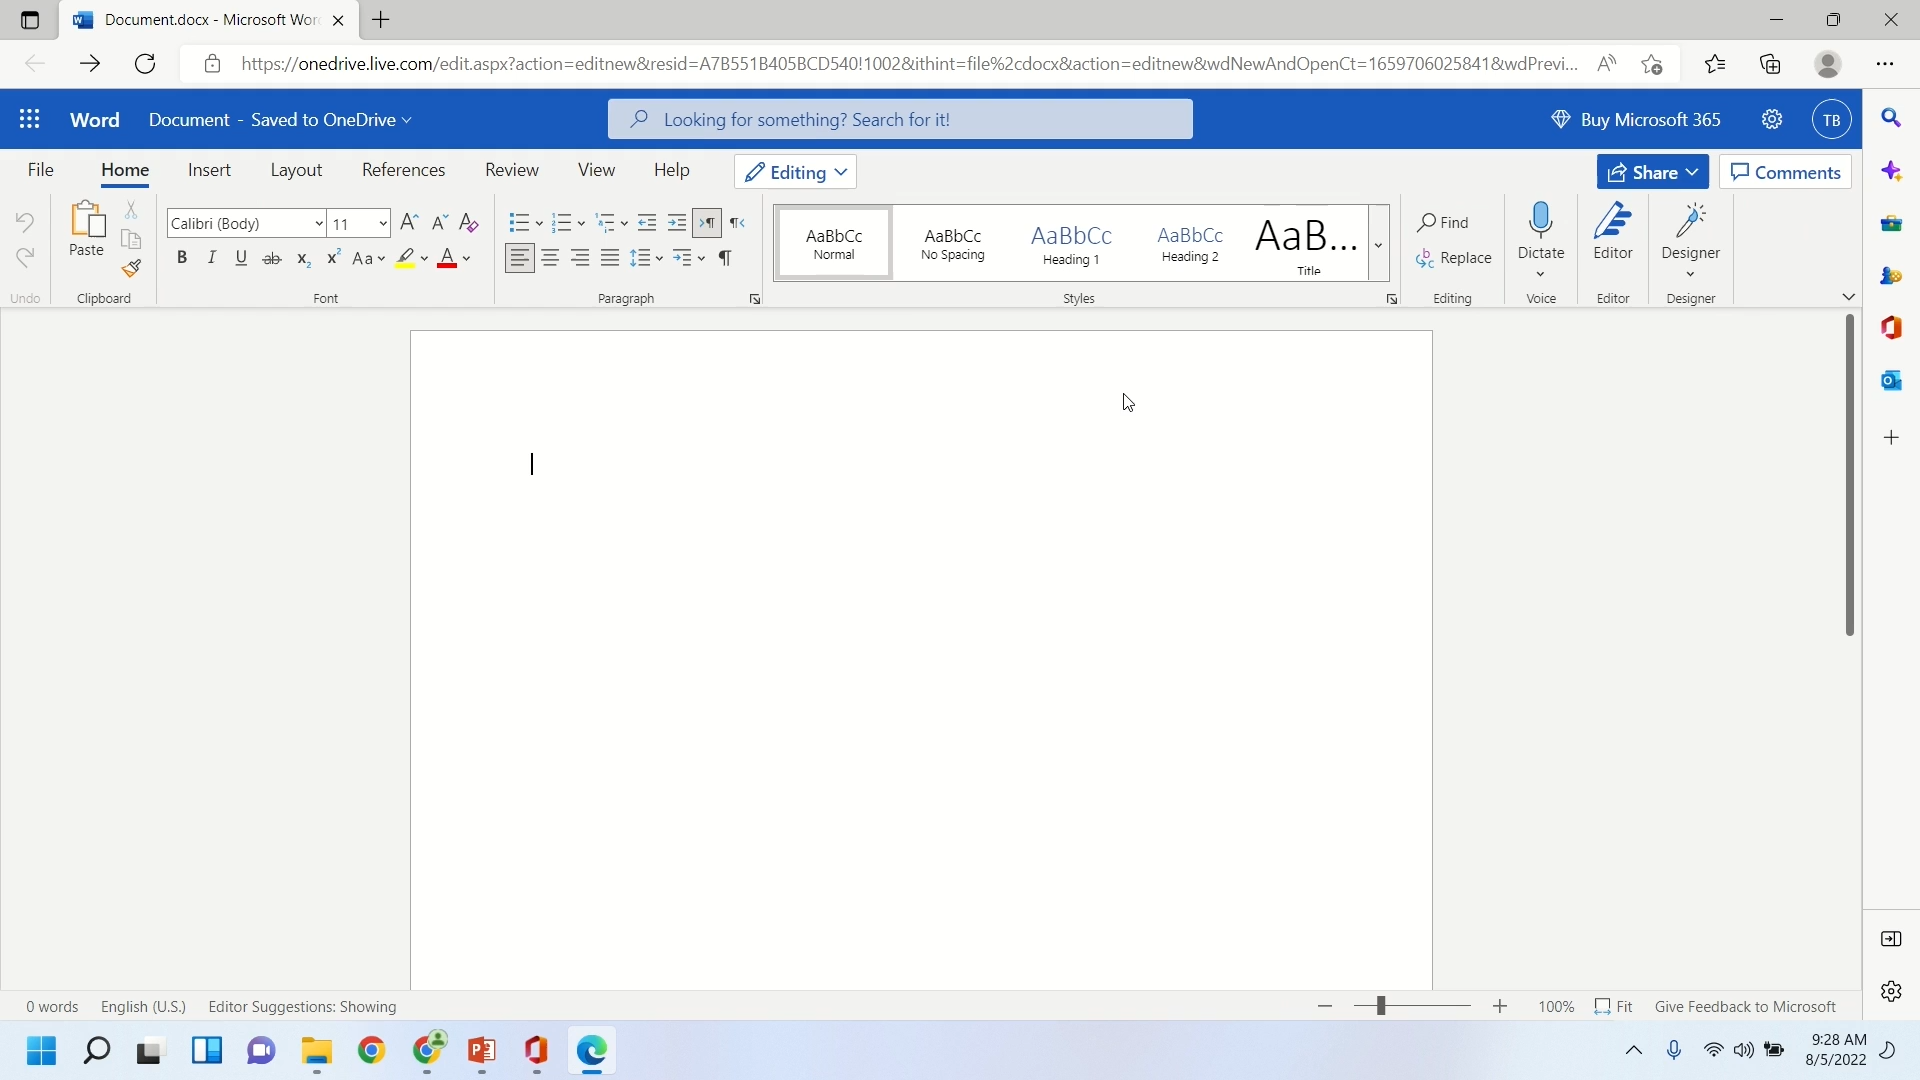 Document.docx - Microsoft Wor
https://onedrive.live.com/edit.aspx?action=editnew&resid=A7B551B405BCD540!1002&ithint=file%2cdocx&action=editnew&wdNewAndOpenCt=1659706025841&wdPrevi...
Word Document - Saved to OneDrive
Looking for something? Search for it!
Buy Microsoft 365
TB
File Home Insert Layout References Review View Help Editing Share Comments
Calibri (Body) 11
AaBbCc AaBbCc AaBbCc AaBbCc AaB...
Normal No Spacing Heading 1 Heading 2 Title
Find
Replace
Paste
Dictate Editor Designer
Undo Clipboard Font Paragraph Styles Editing Voice Editor Designer
0 words English (U.S.) Editor Suggestions: Showing 100% Fit Give Feedback to Microsoft
9:28 AM
8/5/2022